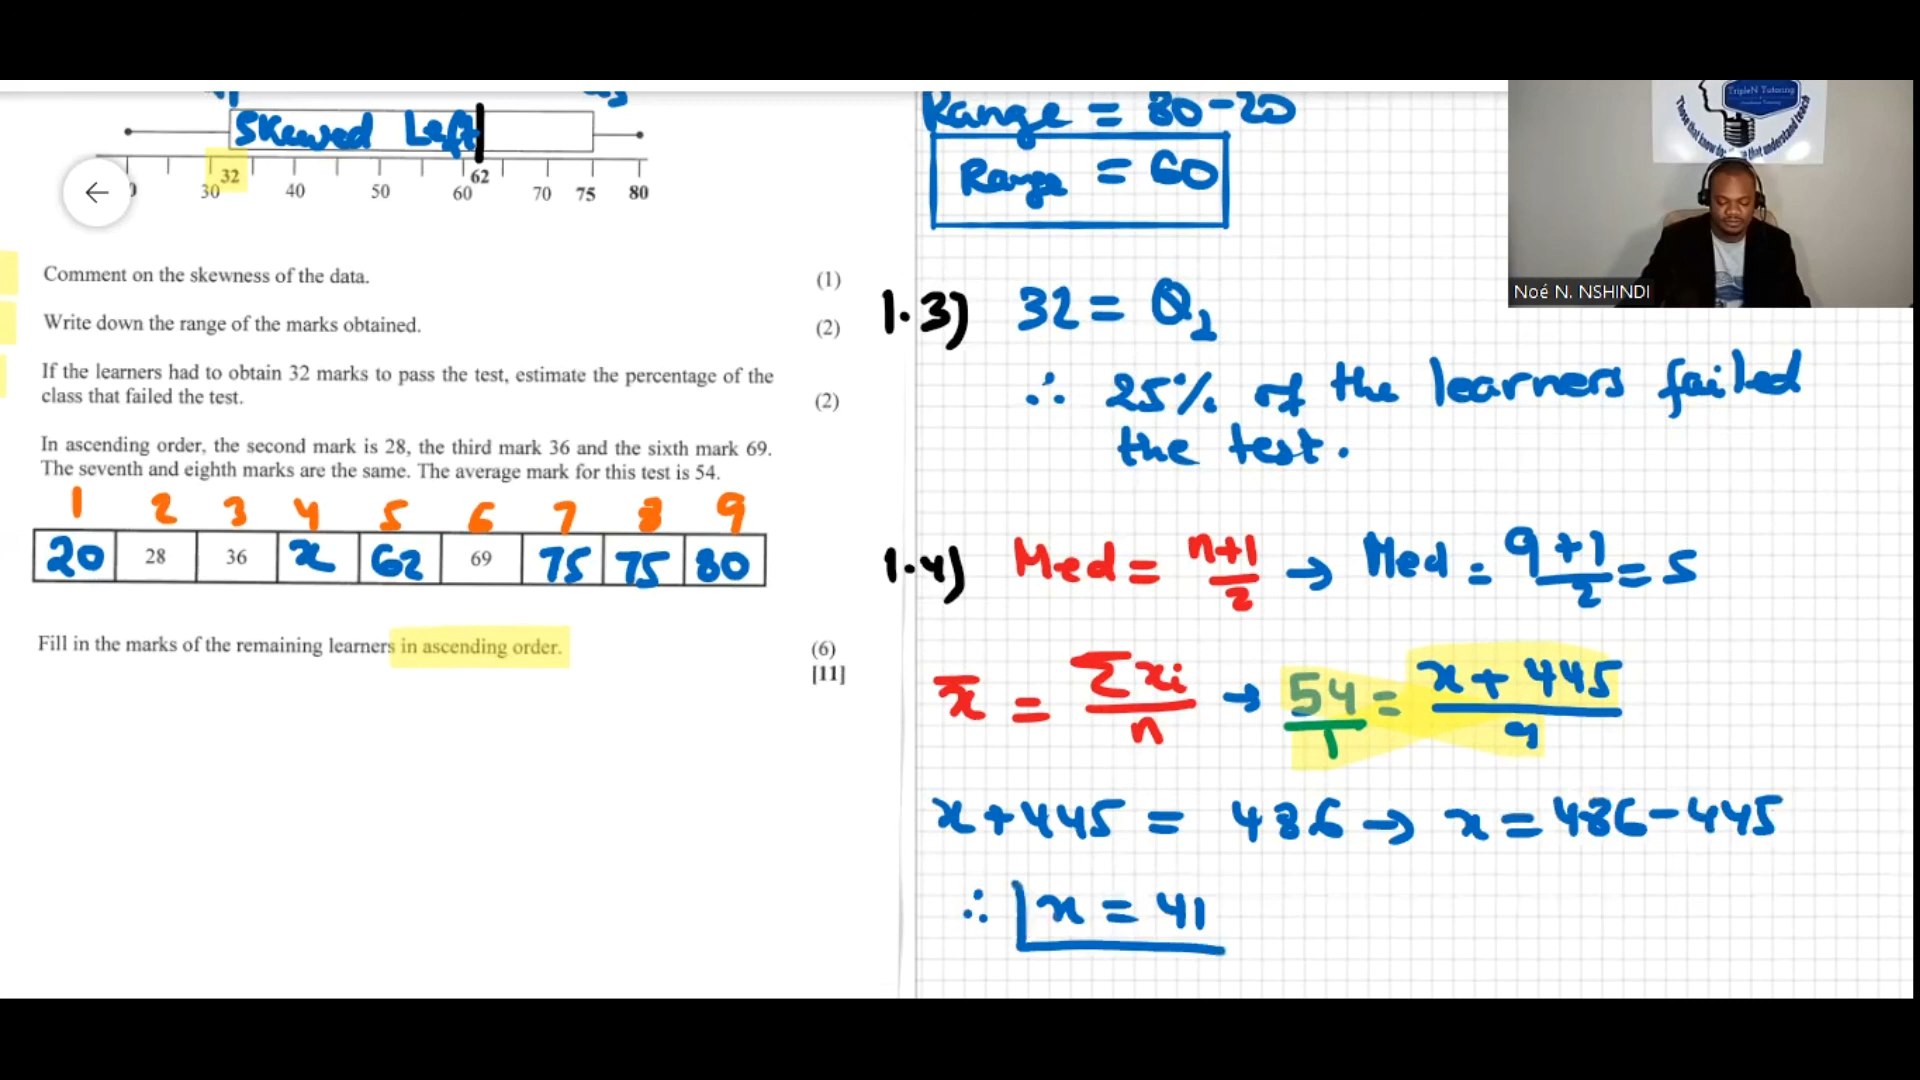 Skewed Left
32
62
30
40
50
60
70
75
80
Comment on the skewness of the data. (1)
Write down the range of the marks obtained. (2)
If the learners had to obtain 32 marks to pass the test, estimate the percentage of the
class that failed the test. (2)
In ascending order, the second mark is 28, the third mark 36 and the sixth mark 69.
The seventh and eighth marks are the same. The average mark for this test is 54.
1 2 3 4 5 6 7 8 9
20 28 36 x 62 69 75 75 80
Fill in the marks of the remaining learners in ascending order. (6)
[11]
Range = 80-20
Range = 60
1.3) 32 = Q1
∴ 25% of the learners failed
the test.
1.4) Med = n+1/2 → Med = 9+1/2 = 5
x̄ = Σxi/n → 54/1 = x+445/9
x+445 = 486 → x = 486-445
∴ x = 41
TripleN Tutoring
Noé N. NSHINDI